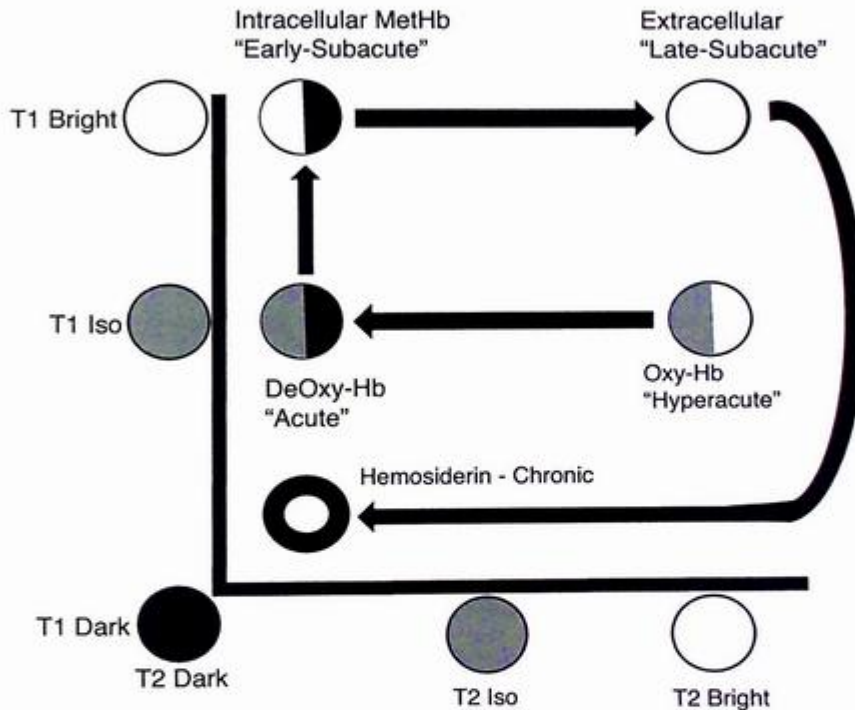 Intracellular MetHb
“Early-Subacute”
Extracellular
“Late-Subacute”
T1 Bright
T1 Iso
DeOxy-Hb
“Acute”
Oxy-Hb
“Hyperacute”
Hemosiderin - Chronic
T1 Dark
T2 Dark
T2 Iso
T2 Bright